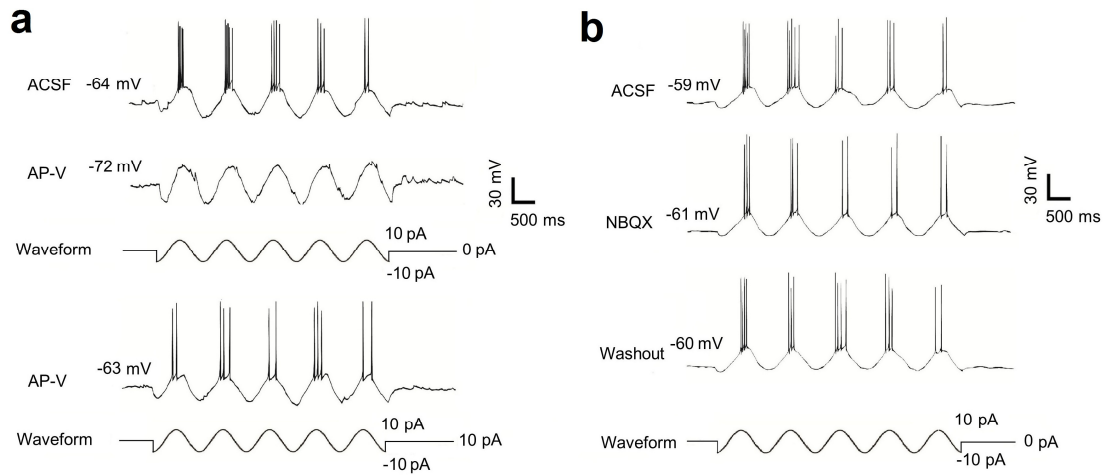 a
ACSF -64 mV
AP-V -72 mV
30 mV
500 ms
Waveform 10 pA 0 pA
-10 pA
AP-V -63 mV
Waveform 10 pA 10 pA
-10 pA
b
ACSF -59 mV
NBQX -61 mV
30 mV
500 ms
Washout -60 mV
Waveform 10 pA 0 pA
-10 pA